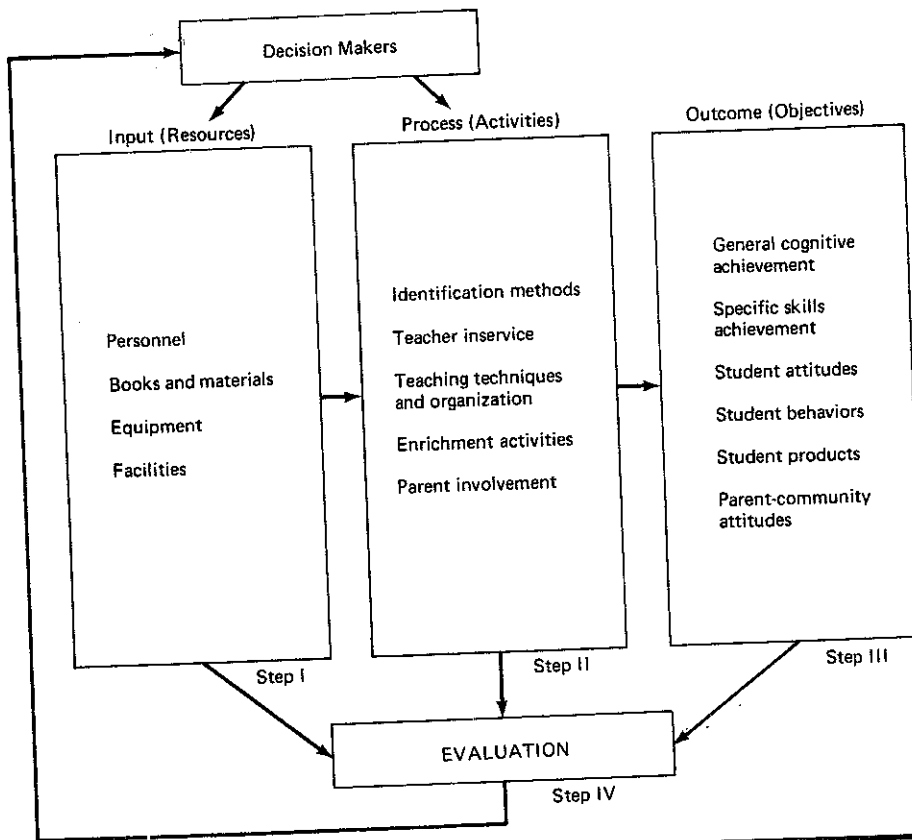 Decision Makers
Input (Resources)
Process (Activities)
Outcome (Objectives)
Personnel
Books and materials
Equipment
Facilities
Identification methods
Teacher inservice
Teaching techniques
and organization
Enrichment activities
Parent involvement
General cognitive
achievement
Specific skills
achievement
Student attitudes
Student behaviors
Student products
Parent-community
attitudes
Step I
Step II
Step III
EVALUATION
Step IV